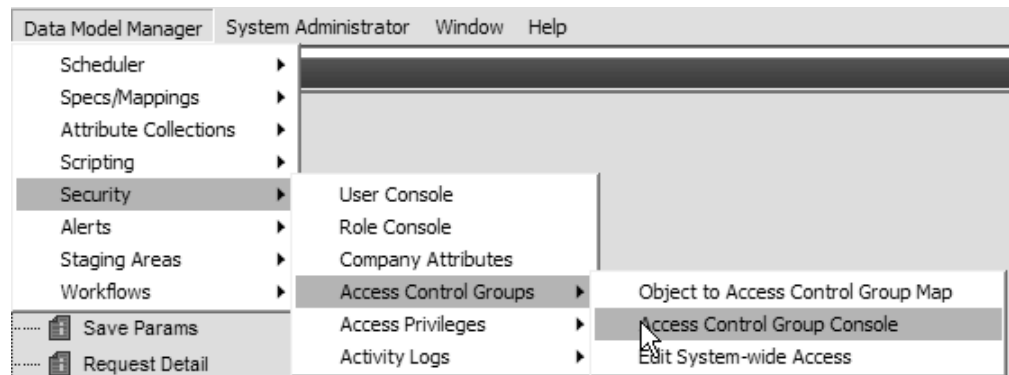 Data Model Manager System Administrator Window Help
Scheduler
Specs/Mappings
Attribute Collections
Scripting
Security
Alerts
Staging Areas
Workflows
Save Params
Request Detail
User Console
Role Console
Company Attributes
Access Control Groups
Access Privileges
Activity Logs
Object to Access Control Group Map
Access Control Group Console
Edit System-wide Access